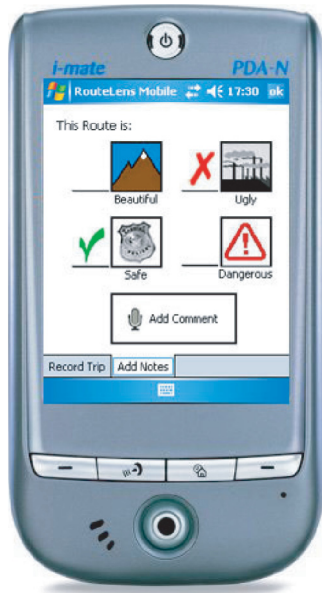 i-mate PDA-N
RouteLens Mobile 17:30 ok
This Route is:
Beautiful Ugly
Safe Dangerous
Add Comment
Record Trip Add Notes